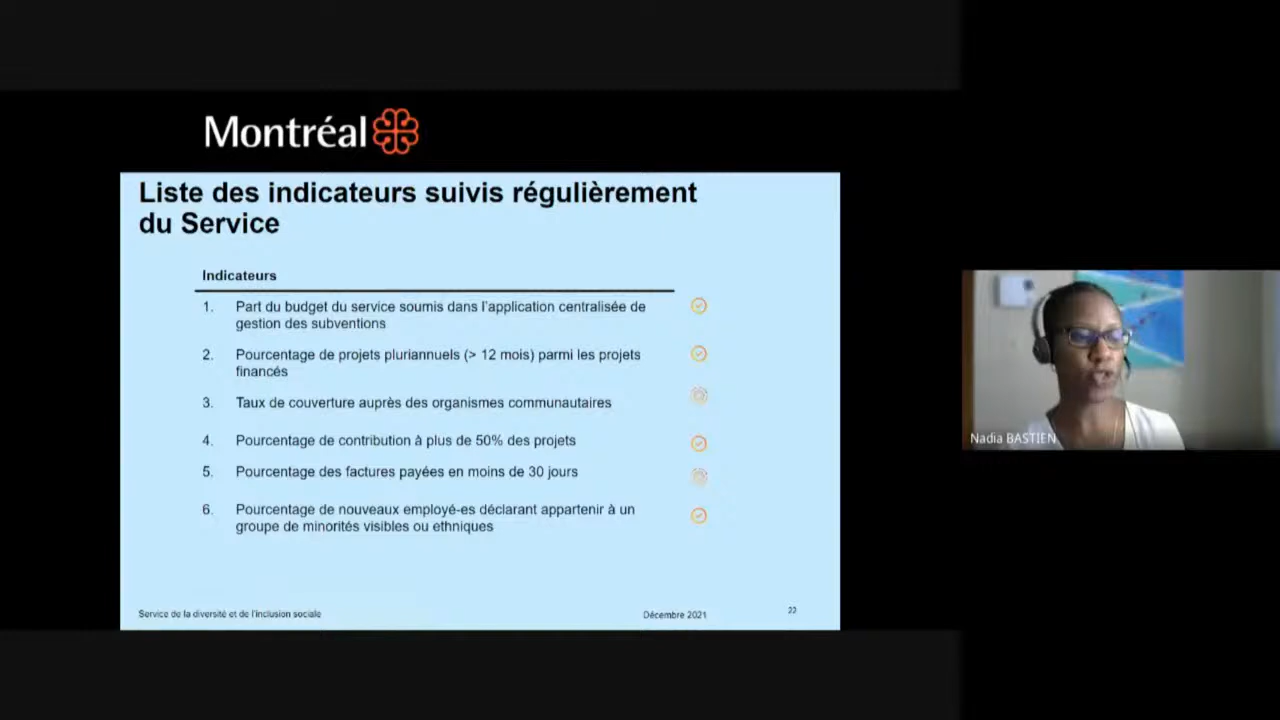 Montréal
Liste des indicateurs suivis régulièrement
du Service
Indicateurs
1. Part du budget du service soumis dans l'application centralisée de
gestion des subventions
2. Pourcentage de projets pluriannuels (> 12 mois) parmi les projets
financés
3. Taux de couverture auprès des organismes communautaires
4. Pourcentage de contribution à plus de 50% des projets
5. Pourcentage des factures payées en moins de 30 jours
6. Pourcentage de nouveaux employé-es déclarant appartenir à un
groupe de minorités visibles ou ethniques
Service de la diversité et de l'inclusion sociale
Décembre 2021
22
Nadia BASTIEN